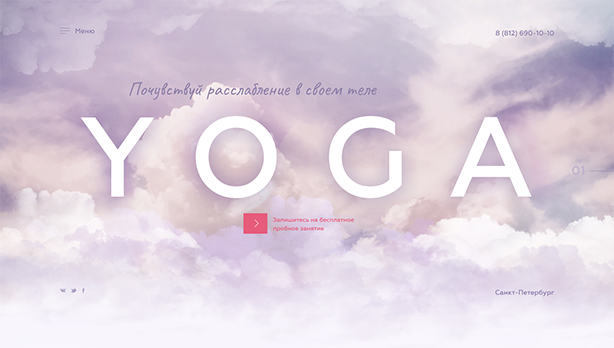 Меню
8 (812) 690-10-10
Почувствуй расслабление в своем теле
YOGA
01
Запишитесь на бесплатное
пробное занятие
Санкт-Петербург